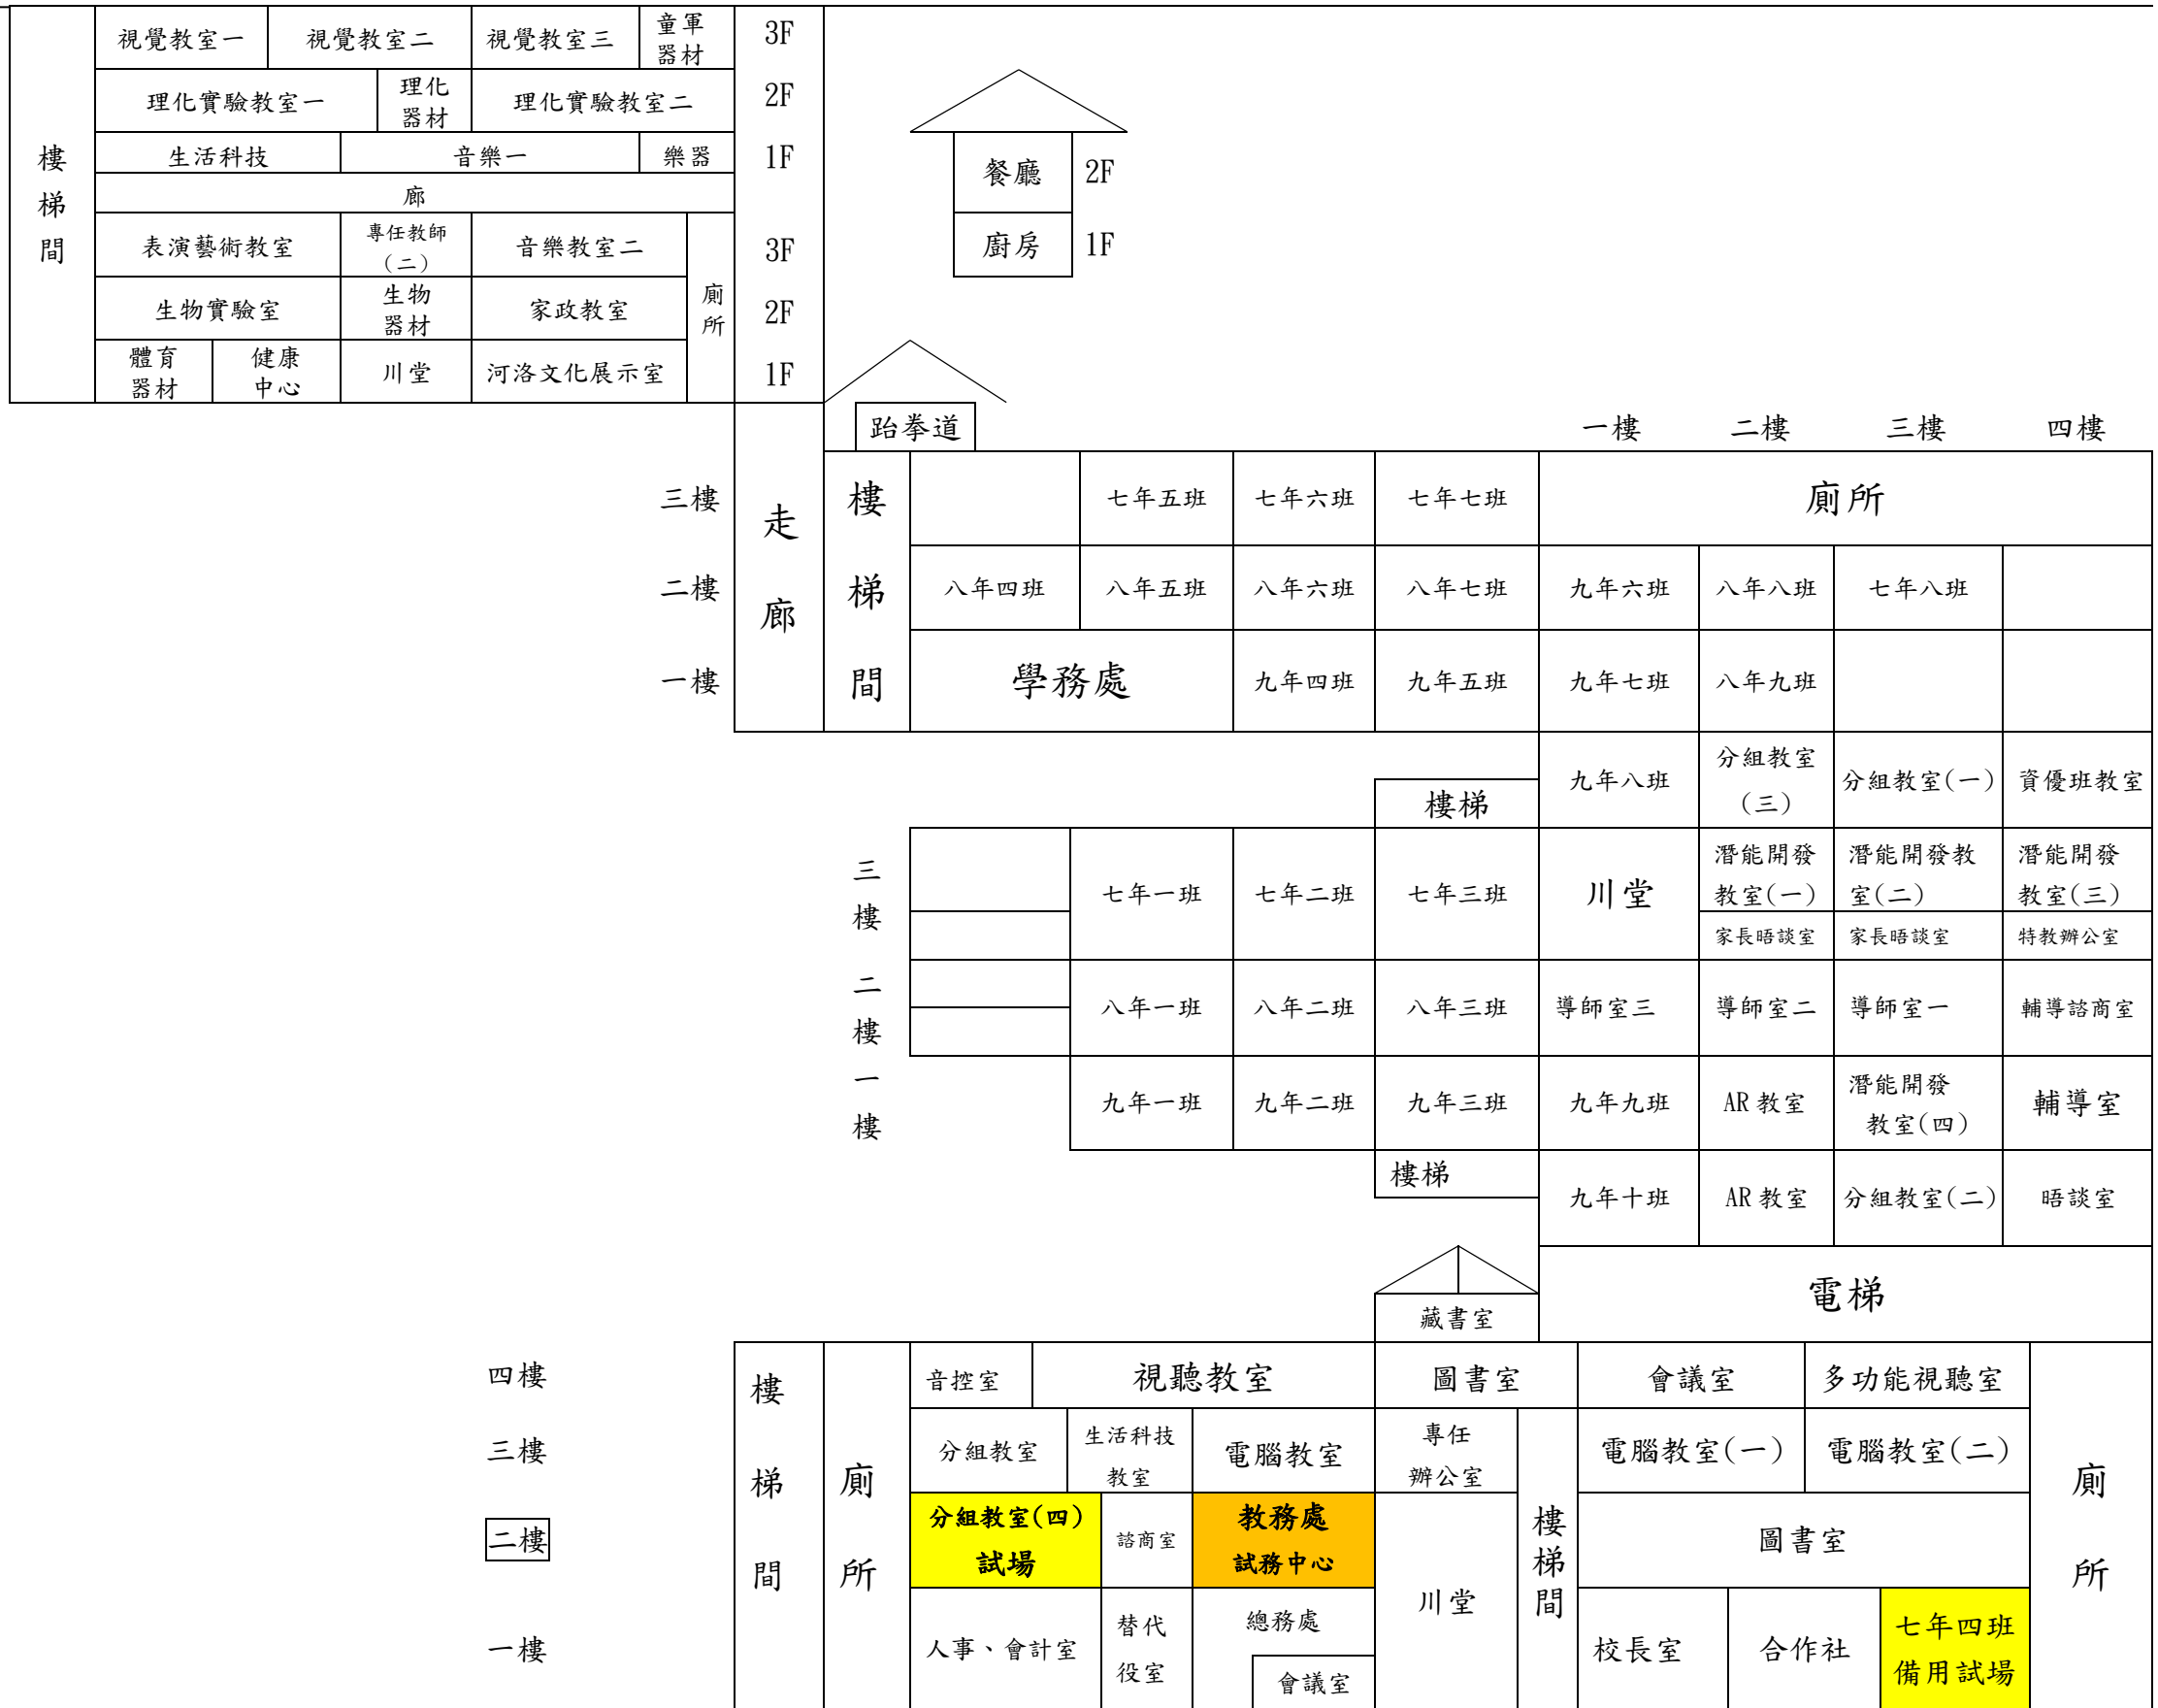 視覺教室一 視覺教室二 視覺教室三 童軍器材 3F
理化實驗教室一 理化器材 理化實驗教室二 2F
生活科技 音樂一 樂器 1F
廊
樓梯間
表演藝術教室 專任教師(二) 音樂教室二 3F
生物實驗室 生物器材 家政教室 廁所 2F
體育器材 健康中心 川堂 河洛文化展示室 1F
餐廳 2F
廚房 1F
跆拳道
一樓 二樓 三樓 四樓
三樓 走廊 樓梯間 七年五班 七年六班 七年七班 廁所
二樓 八年四班 八年五班 八年六班 八年七班 九年六班 八年八班 七年八班
一樓 學務處 九年四班 九年五班 九年七班 八年九班
樓梯 九年八班 分組教室(三) 分組教室(一) 資優班教室
三樓 七年一班 七年二班 七年三班 川堂 潛能開發教室(一) 潛能開發教室(二) 潛能開發教室(三)
家長晤談室 家長晤談室 特教辦公室
二樓 八年一班 八年二班 八年三班 導師室三 導師室二 導師室一 輔導諮商室
一樓 九年一班 九年二班 九年三班 九年九班 AR教室 潛能開發教室(四) 輔導室
樓梯 九年十班 AR教室 分組教室(二) 晤談室
電梯
藏書室
四樓 樓梯間 廁所 音控室 視聽教室 圖書室 會議室 多功能視聽室 廁所
三樓 分組教室 生活科技教室 電腦教室 專任辦公室 樓梯間 電腦教室(一) 電腦教室(二)
二樓 分組教室(四)試場 諮商室 教務處試務中心 川堂 圖書室
一樓 人事、會計室 替代役室 總務處 會議室 校長室 合作社 七年四班備用試場